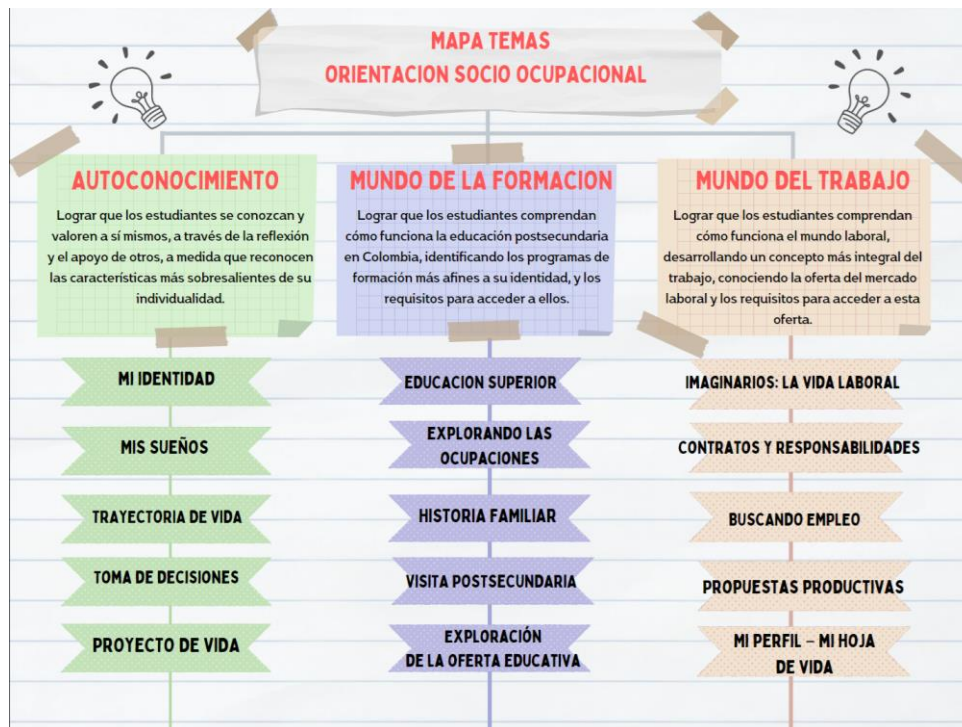 MAPA TEMAS
ORIENTACION SOCIO OCUPACIONAL
AUTOCONOCIMIENTO
Lograr que los estudiantes se conozcan y
valoren a sí mismos, a través de la reflexión
y el apoyo de otros, a medida que reconocen
las características más sobresalientes de su
individualidad.
MI IDENTIDAD
MIS SUEÑOS
TRAYECTORIA DE VIDA
TOMA DE DECISIONES
PROYECTO DE VIDA
MUNDO DE LA FORMACION
Lograr que los estudiantes comprendan
cómo funciona la educación postsecundaria
en Colombia, identificando los programas de
formación más afines a su identidad, y los
requisitos para acceder a ellos.
EDUCACION SUPERIOR
EXPLORANDO LAS
OCUPACIONES
HISTORIA FAMILIAR
VISITA POSTSECUNDARIA
EXPLORACIÓN
DE LA OFERTA EDUCATIVA
MUNDO DEL TRABAJO
Lograr que los estudiantes comprendan
cómo funciona el mundo laboral,
desarrollando un concepto más integral del
trabajo, conociendo la oferta del mercado
laboral y los requisitos para acceder a esta
oferta.
IMAGINARIOS: LA VIDA LABORAL
CONTRATOS Y RESPONSABILIDADES
BUSCANDO EMPLEO
PROPUESTAS PRODUCTIVAS
MI PERFIL – MI HOJA
DE VIDA